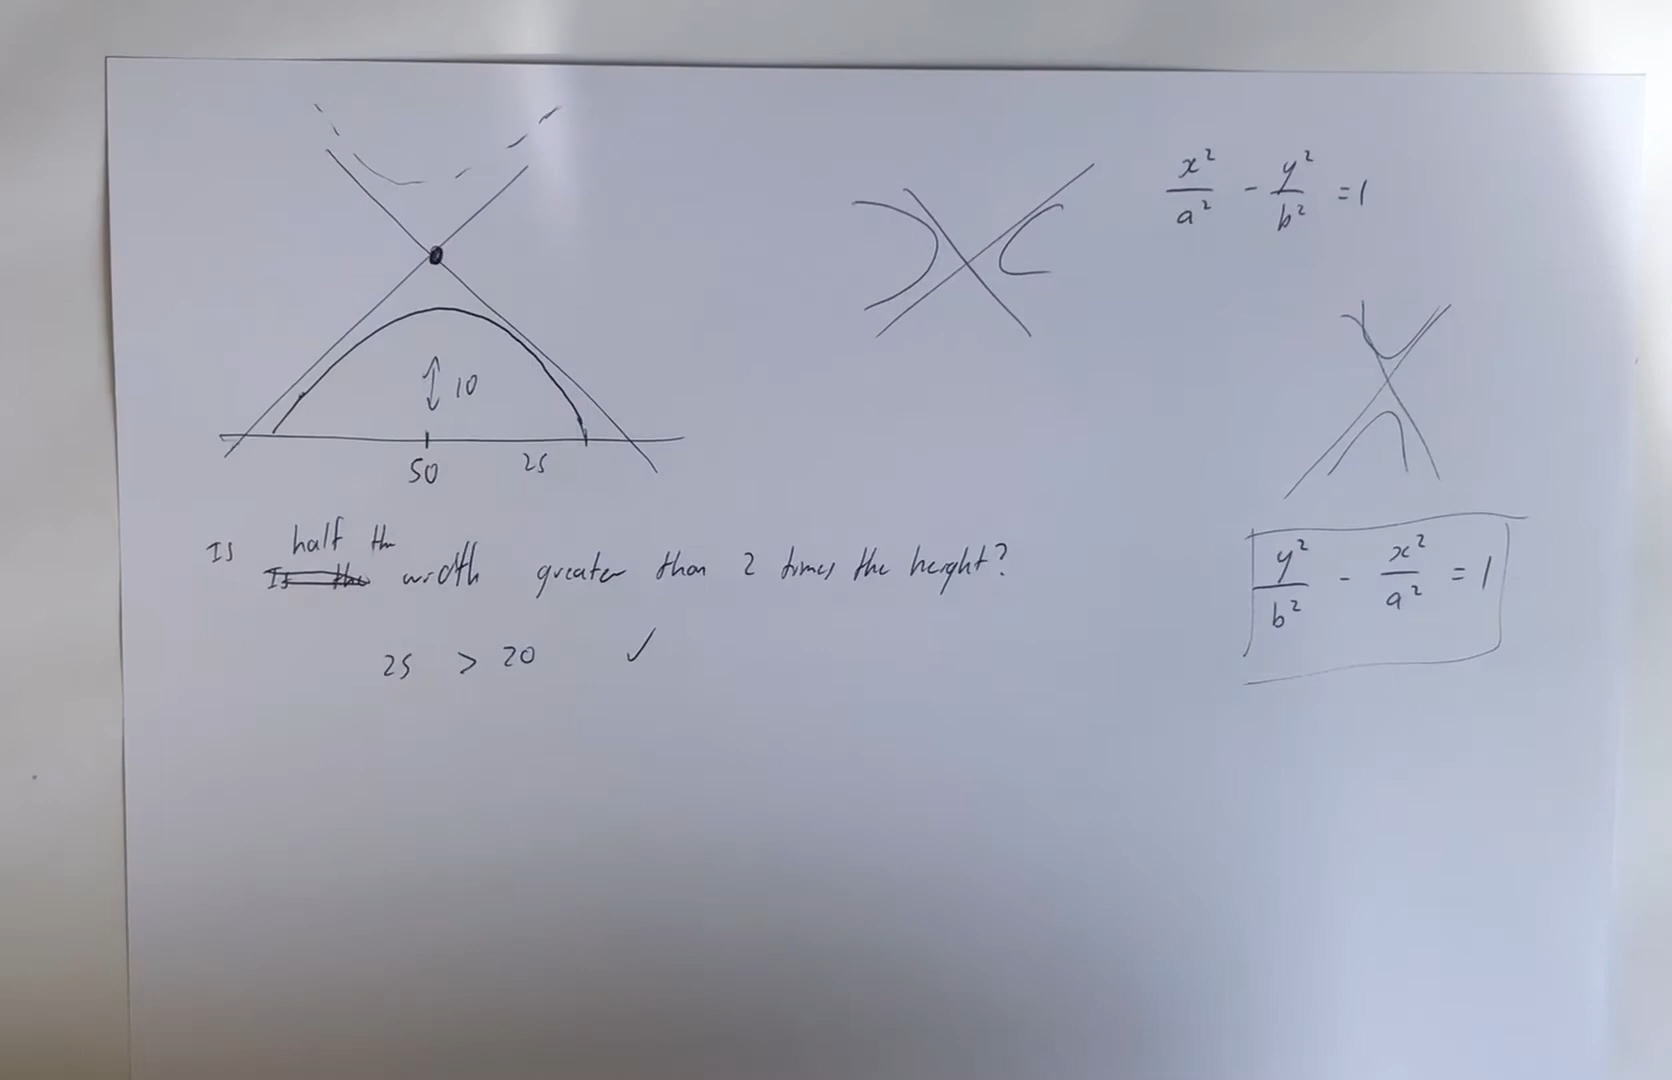 10
50 25
Is half the
~~Is the~~ width greater than 2 times the height?
25 > 20 ✓
x²/a² - y²/b² = 1
y²/b² - x²/a² = 1